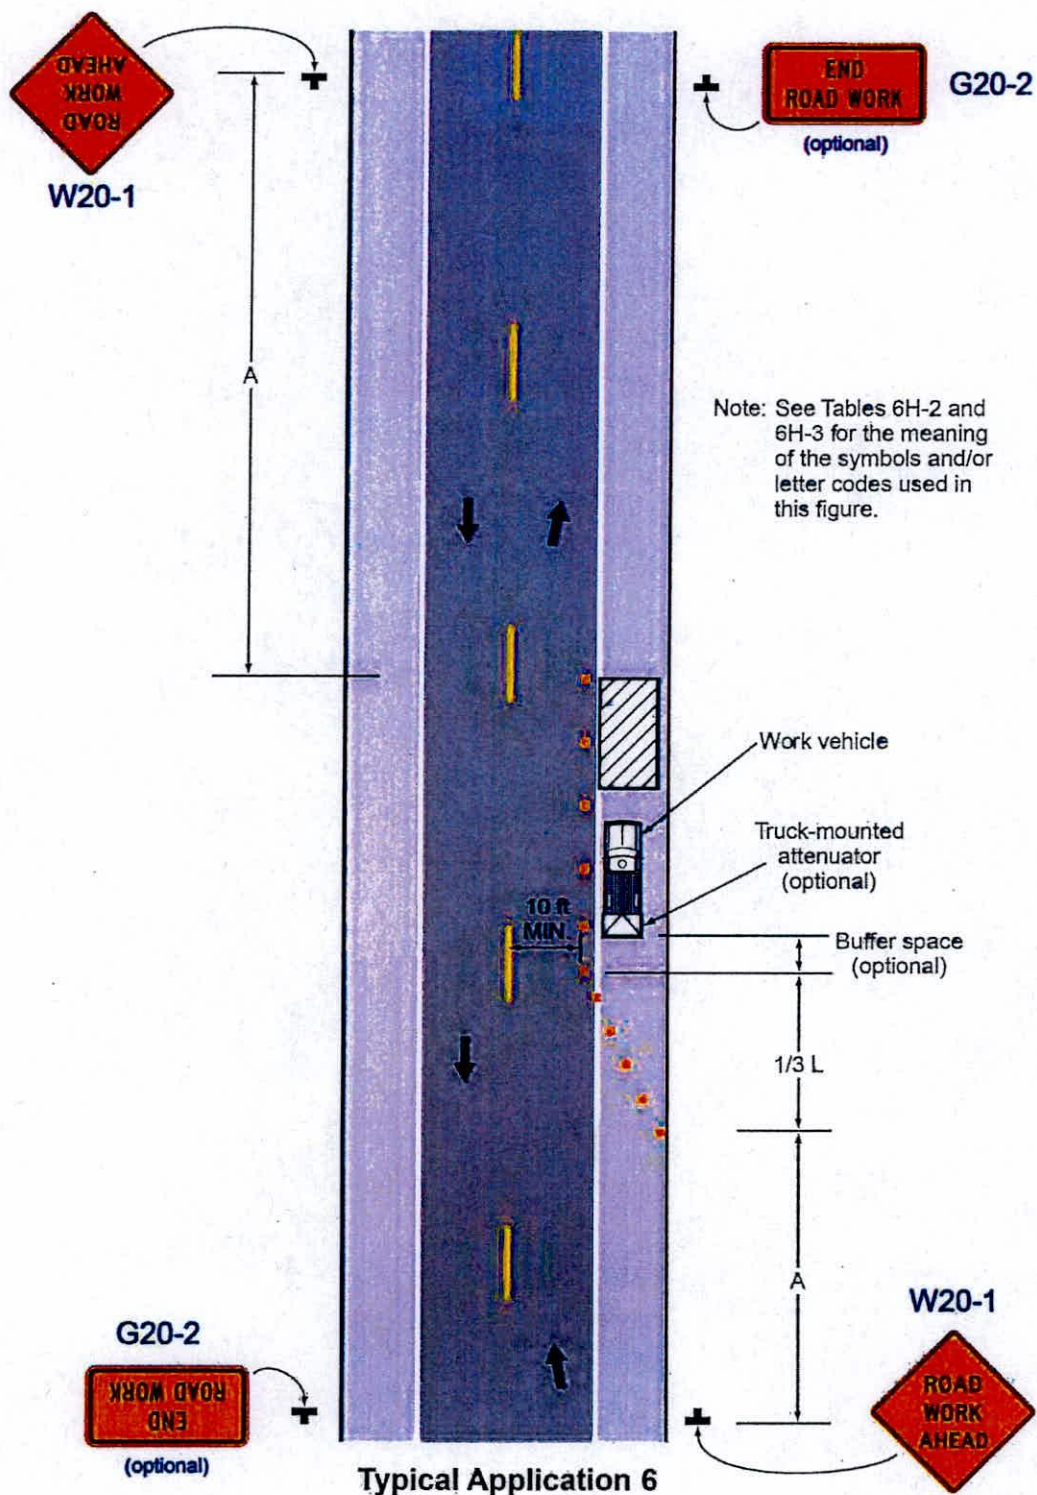 ROAD
WORK
AHEAD
W20-1
END
ROAD WORK
(optional)
G20-2
A
Note: See Tables 6H-2 and
6H-3 for the meaning
of the symbols and/or
letter codes used in
this figure.
Work vehicle
Truck-mounted
attenuator
(optional)
10 ft
MIN.
Buffer space
(optional)
1/3 L
A
W20-1
ROAD
WORK
AHEAD
G20-2
END
ROAD WORK
(optional)
Typical Application 6